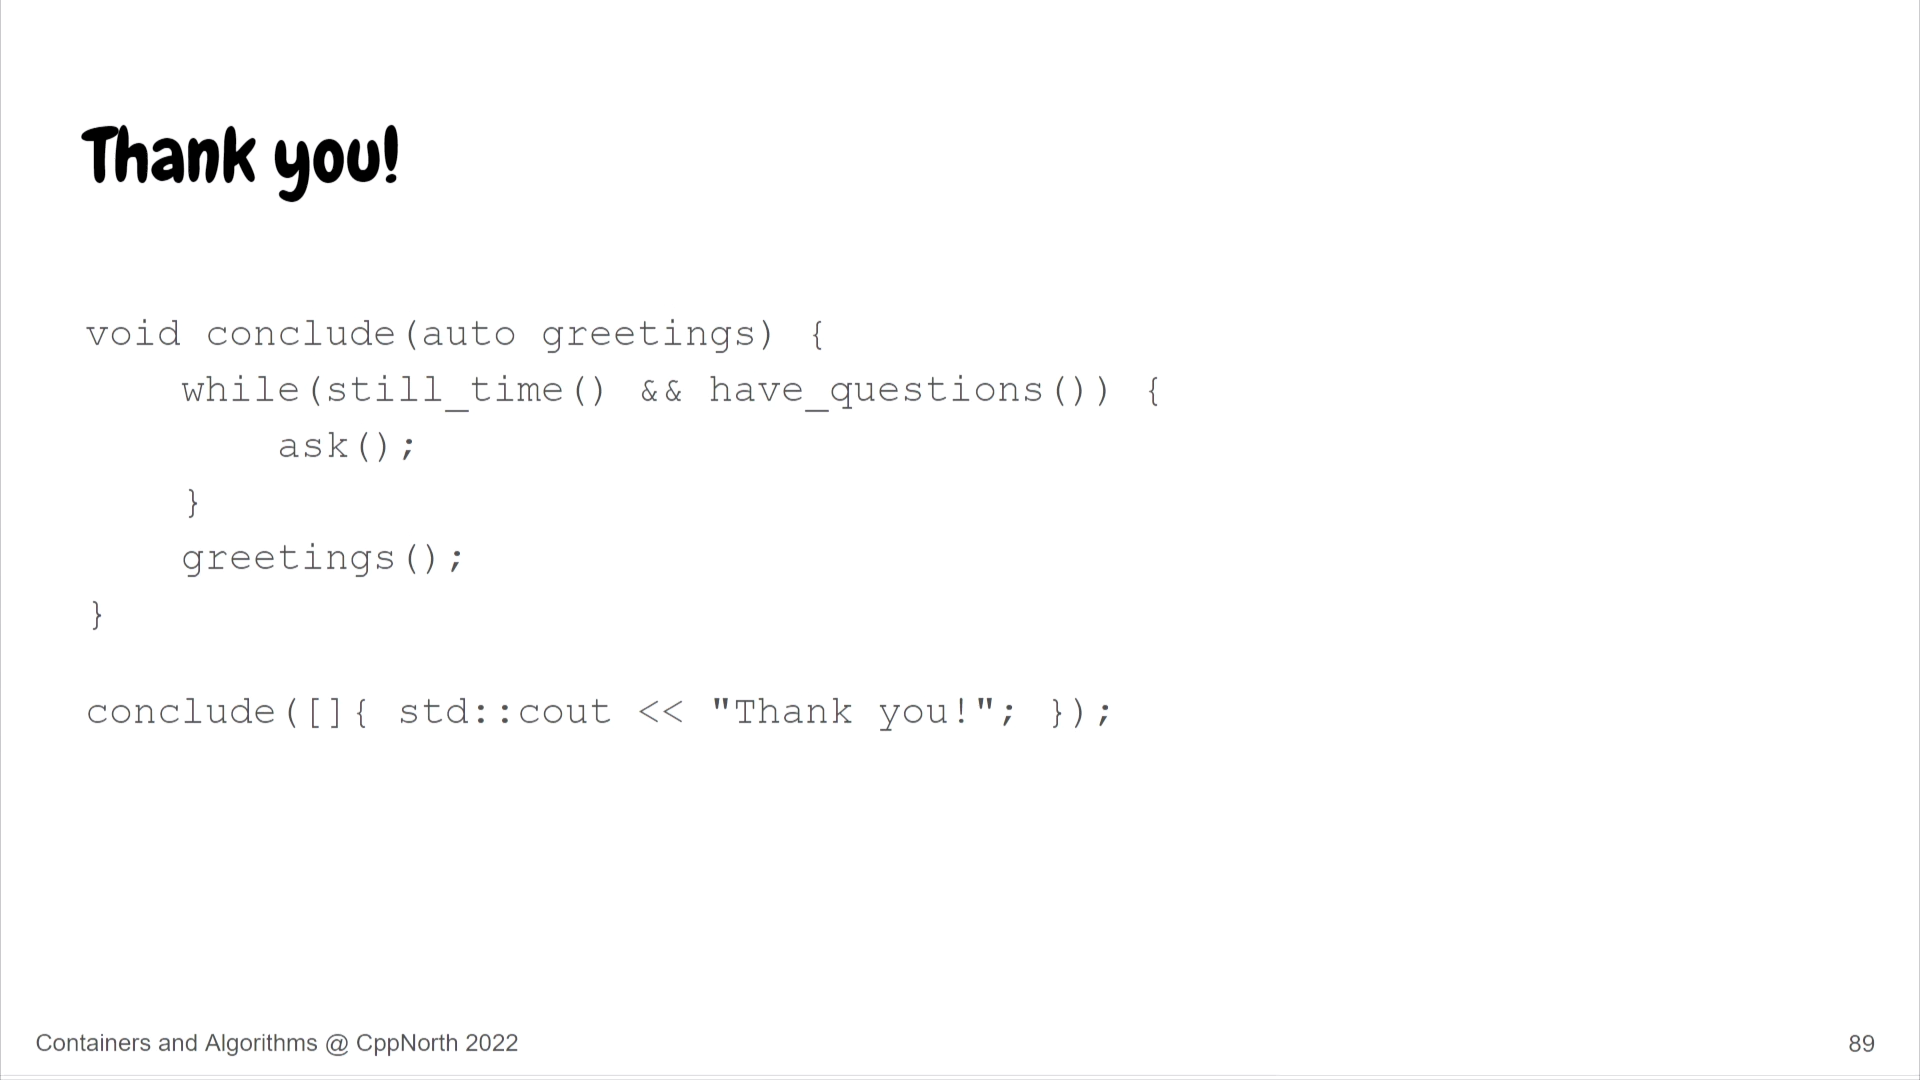 Thank you!
void conclude(auto greetings) {
    while(still_time() && have_questions()) {
        ask();
    }
    greetings();
}
conclude([]{ std::cout << "Thank you!"; });
Containers and Algorithms @ CppNorth 2022
89